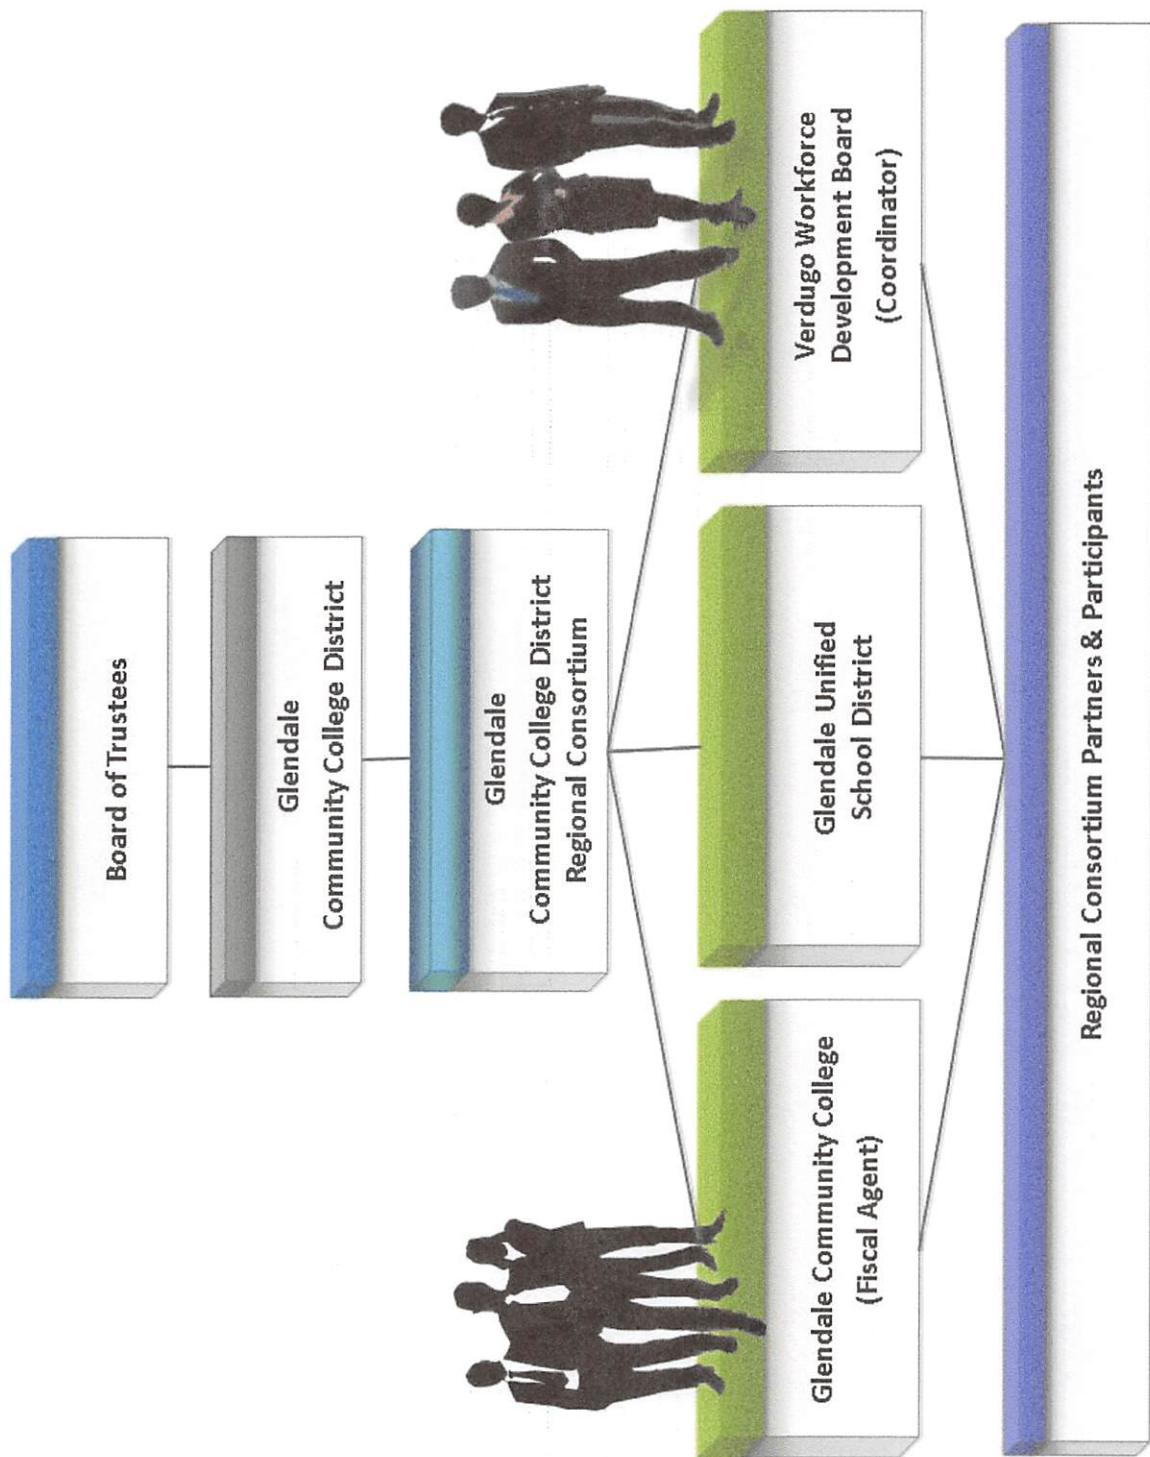 Board of Trustees
Glendale
Community College District
Glendale
Community College District
Regional Consortium
Glendale Community College
(Fiscal Agent)
Glendale Unified
School District
Verdugo Workforce
Development Board
(Coordinator)
Regional Consortium Partners & Participants